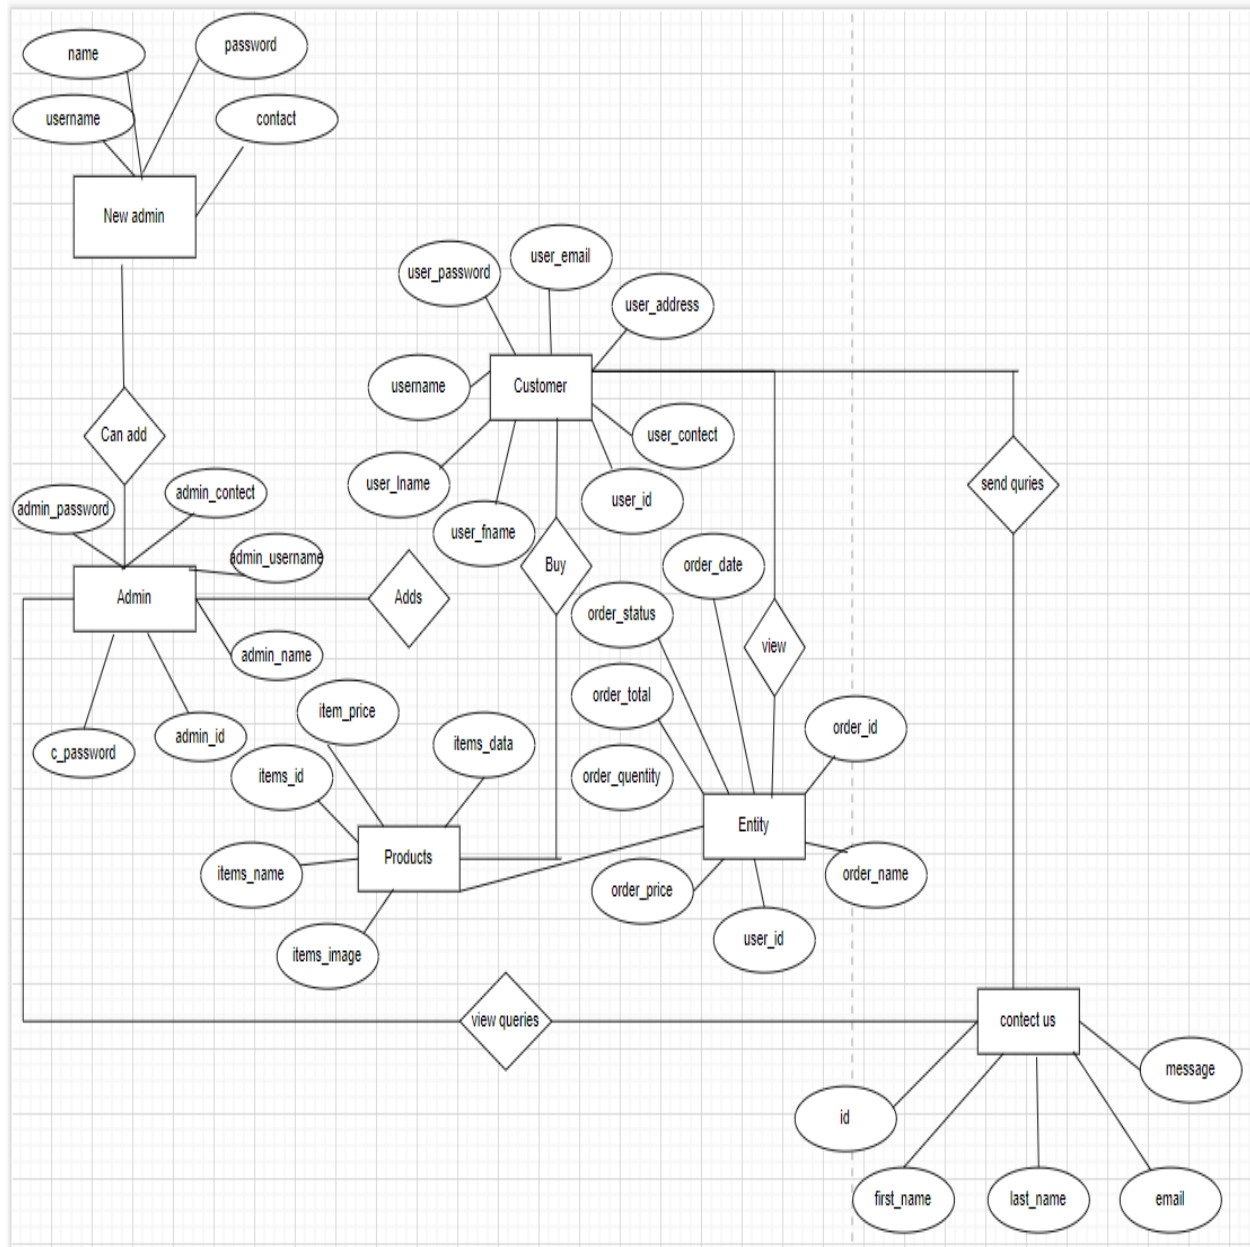 name
password
username
contact
New admin
user_email
user_password
user_address
Customer
username
Can add
user_contect
user_lname
send quries
admin_contect
user_id
admin_password
user_fname
admin_username
Buy
order_date
Admin
Adds
order_status
view
admin_name
order_total
item_price
order_id
admin_id
items_data
c_password
items_id
order_quentity
Entity
Products
items_name
order_price
order_name
user_id
items_image
view queries
contect us
message
id
first_name
last_name
email